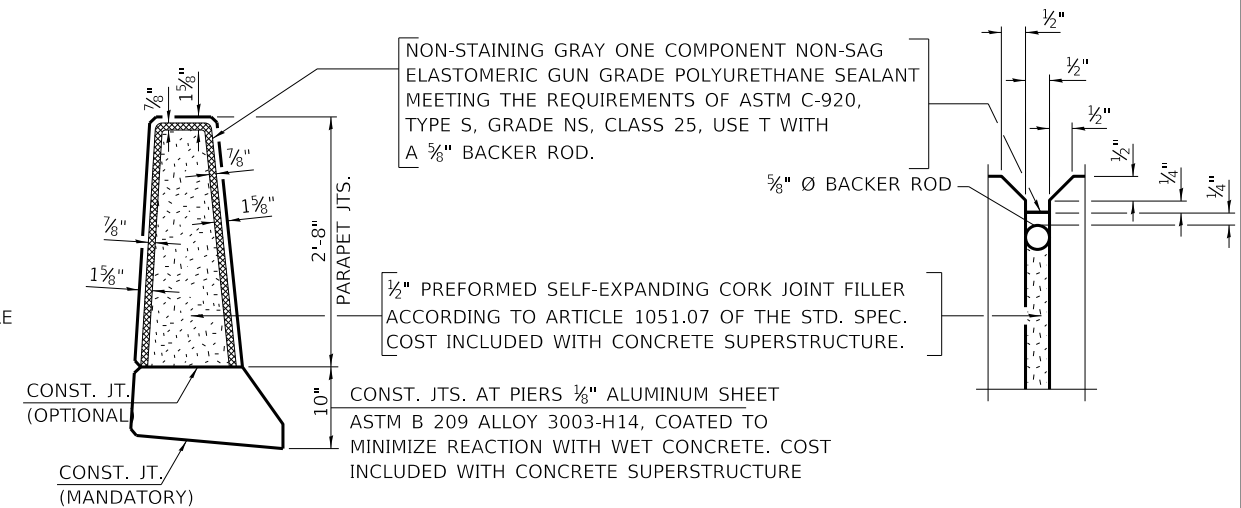 NON-STAINING GRAY ONE COMPONENT NON-SAG
ELASTOMERIC GUN GRADE POLYURETHANE SEALANT
MEETING THE REQUIREMENTS OF ASTM C-920,
TYPE S, GRADE NS, CLASS 25, USE T WITH
A ⅝" BACKER ROD.
½"
½"
½"
½"
¼"
¼"
⅝" Ø BACKER ROD
⅞"
1⅝"
⅞"
1⅝"
⅞"
1⅝"
2'-8"
PARAPET JTS.
½" PREFORMED SELF-EXPANDING CORK JOINT FILLER
ACCORDING TO ARTICLE 1051.07 OF THE STD. SPEC.
COST INCLUDED WITH CONCRETE SUPERSTRUCTURE.
CONST. JT.
(OPTIONAL)
10"
CONST. JTS. AT PIERS ⅛" ALUMINUM SHEET
ASTM B 209 ALLOY 3003-H14, COATED TO
MINIMIZE REACTION WITH WET CONCRETE. COST
INCLUDED WITH CONCRETE SUPERSTRUCTURE
CONST. JT.
(MANDATORY)